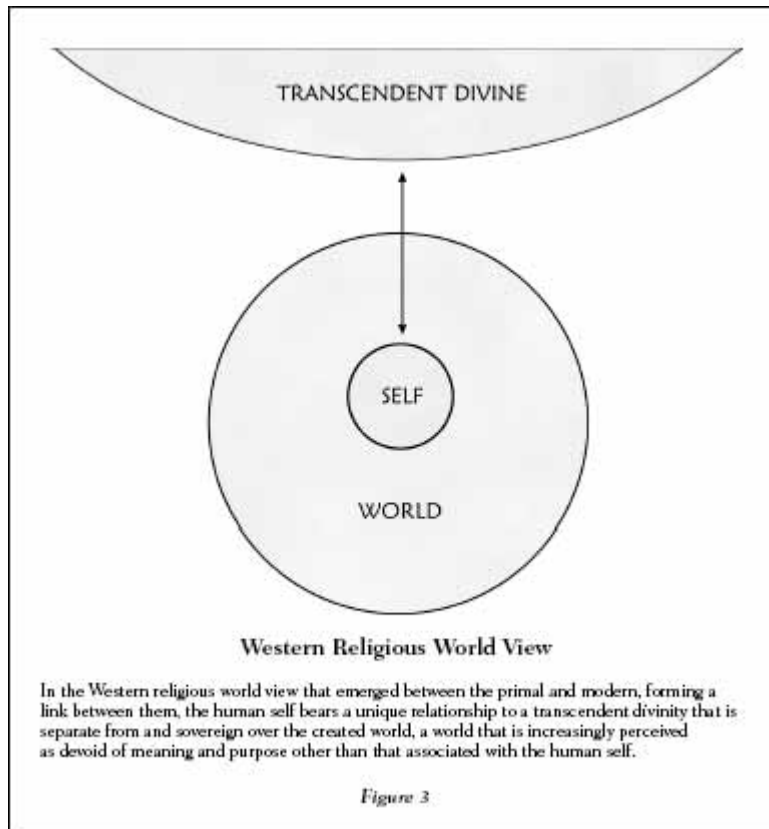 TRANSCENDENT DIVINE
SELF
WORLD
Western Religious World View
In the Western religious world view that emerged between the primal and modern, forming a
link between them, the human self bears a unique relationship to a transcendent divinity that is
separate from and sovereign over the created world, a world that is increasingly perceived
as devoid of meaning and purpose other than that associated with the human self.
Figure 3